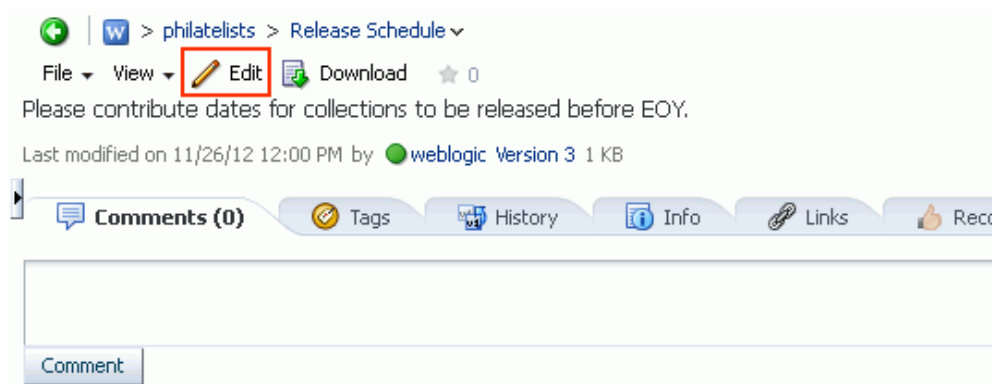 W > philatelists > Release Schedule
File View Edit Download 0
Please contribute dates for collections to be released before EOY.
Last modified on 11/26/12 12:00 PM by weblogic Version 3 1 KB
Comments (0) Tags History Info Links Reco
Comment